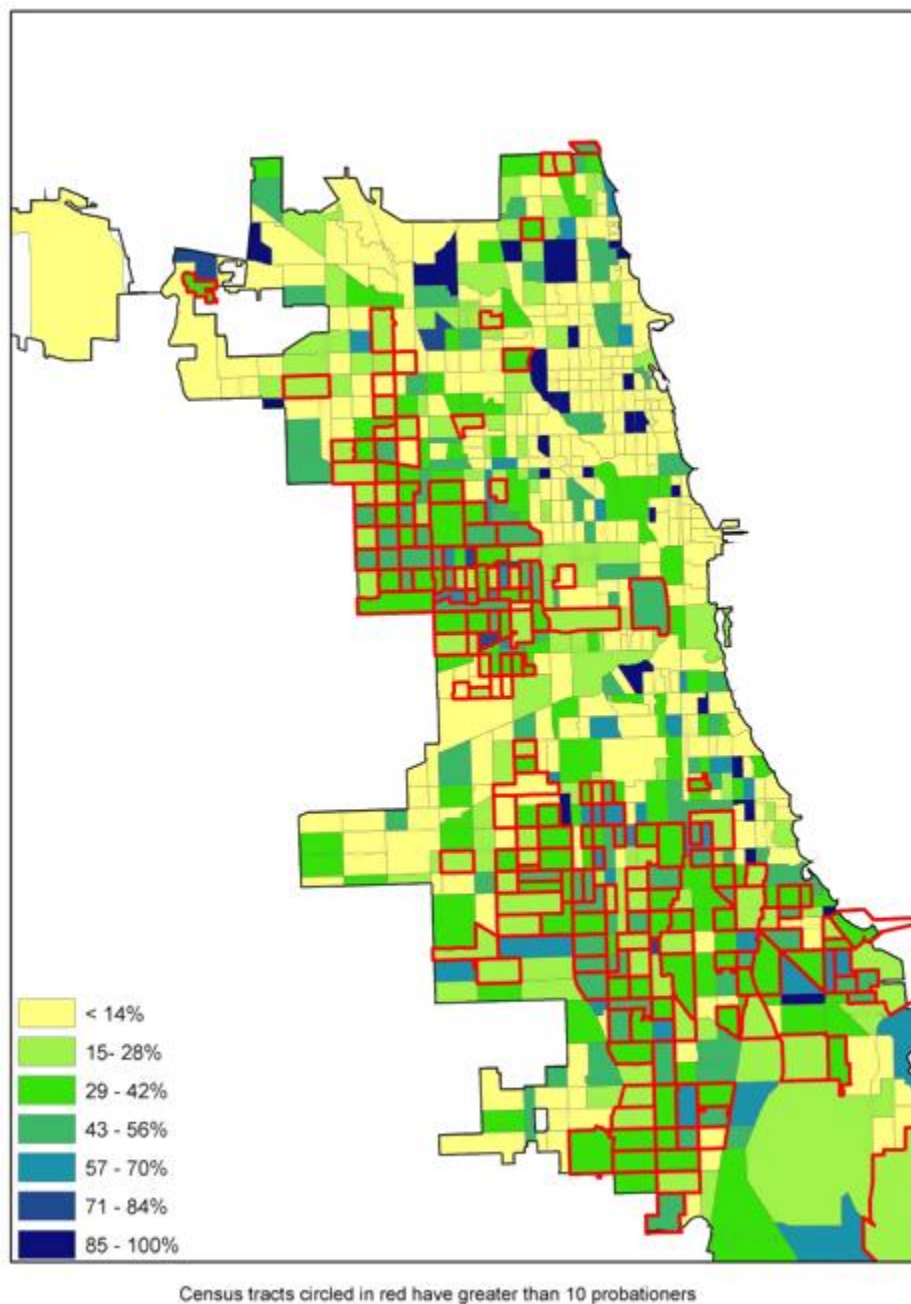 < 14%
15- 28%
29 - 42%
43 - 56%
57 - 70%
71 - 84%
85 - 100%
Census tracts circled in red have greater than 10 probationers